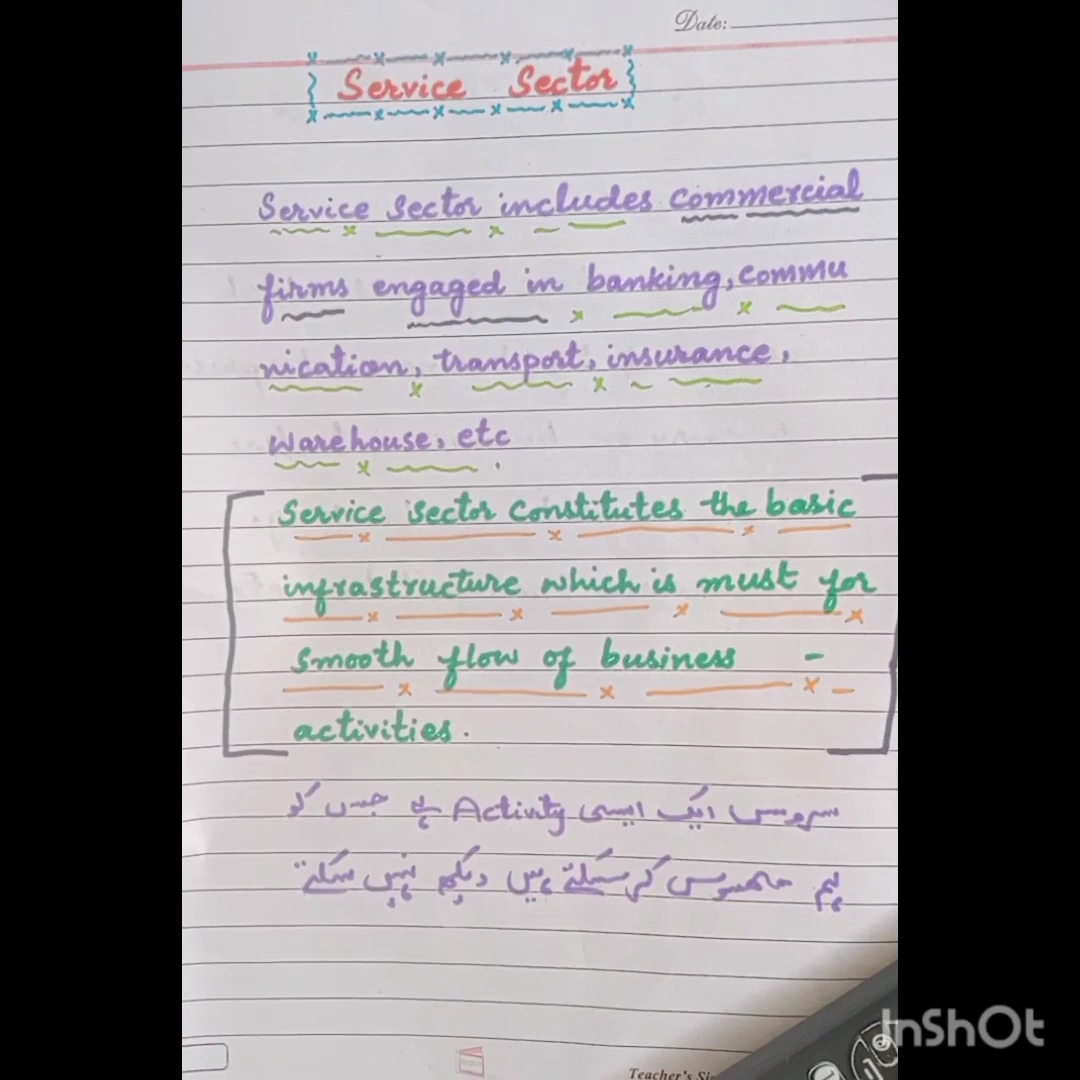 Date:
Service Sector
Service sector includes commercial
firms engaged in banking, commu
nication, transport, insurance,
warehouse, etc
Service sector constitutes the basic
infrastructure which is must for
smooth flow of business -
activities.
سروس ایک ایسی Activity ہے جس کو
ہم محسوس کر سکتے ہیں دیکھ نہیں سکتے
InShOt
Teacher's Si